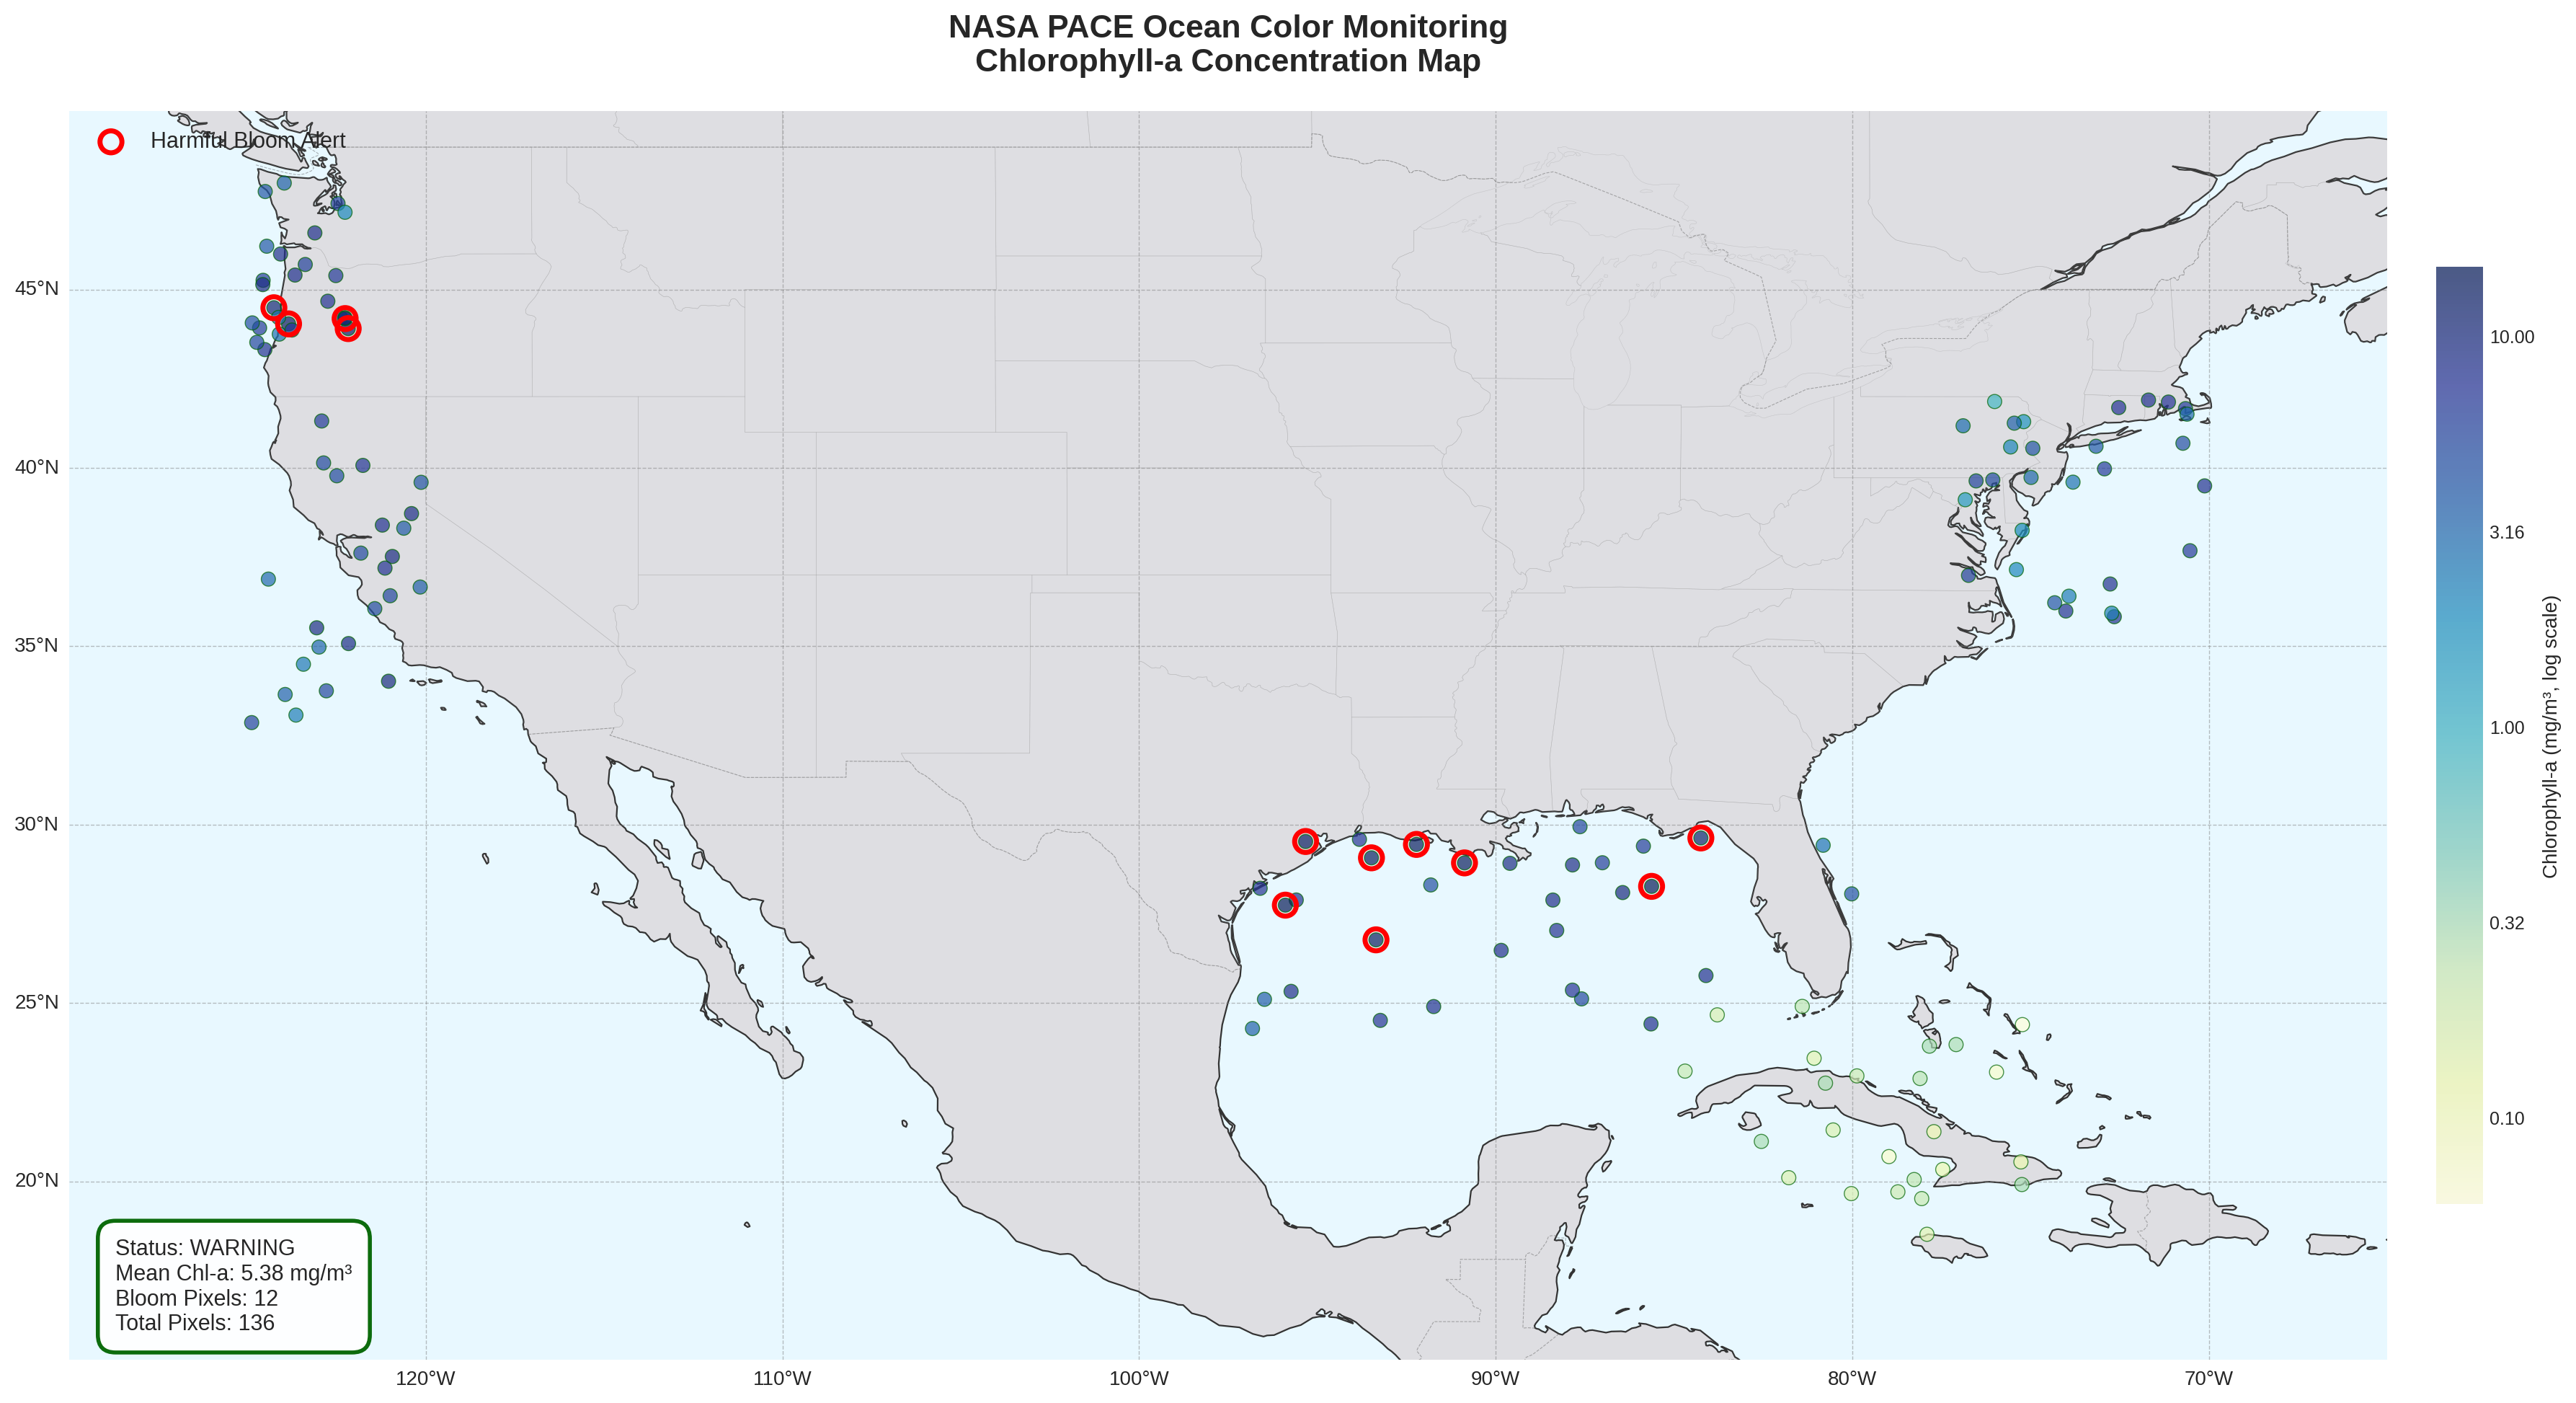 NASA PACE Ocean Color Monitoring
Chlorophyll-a Concentration Map
Harmful Bloom Alert
45°N
40°N
35°N
30°N
25°N
20°N
120°W
110°W
100°W
90°W
80°W
70°W
Status: WARNING
Mean Chl-a: 5.38 mg/m³
Bloom Pixels: 12
Total Pixels: 136
10.00
3.16
1.00
0.32
0.10
Chlorophyll-a (mg/m³, log scale)